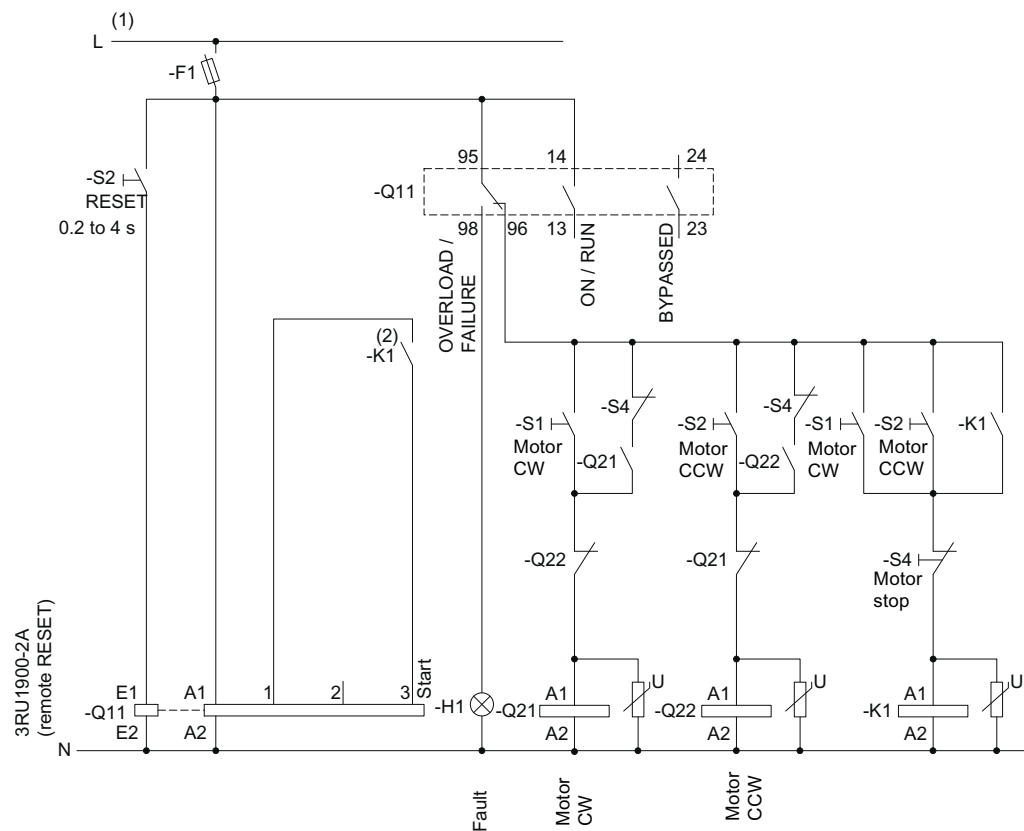 (1)
L
-F1
95
14
24
-S2
RESET
0.2 to 4 s
-Q11
98
96
13
23
OVERLOAD /
FAILURE
ON / RUN
BYPASSED
(2)
-K1
-S4
-S4
-S1
Motor
CW
-Q21
-S2
Motor
CCW
-Q22
-S1
Motor
CW
-S2
Motor
CCW
-K1
-Q22
-Q21
-S4
Motor
stop
3RU1900-2A
(remote RESET)
E1
A1
1
2
3
Start
A1
U
A1
U
A1
U
-Q11
-H1
-Q21
-Q22
-K1
E2
A2
A2
A2
A2
N
Fault
Motor
CW
Motor
CCW